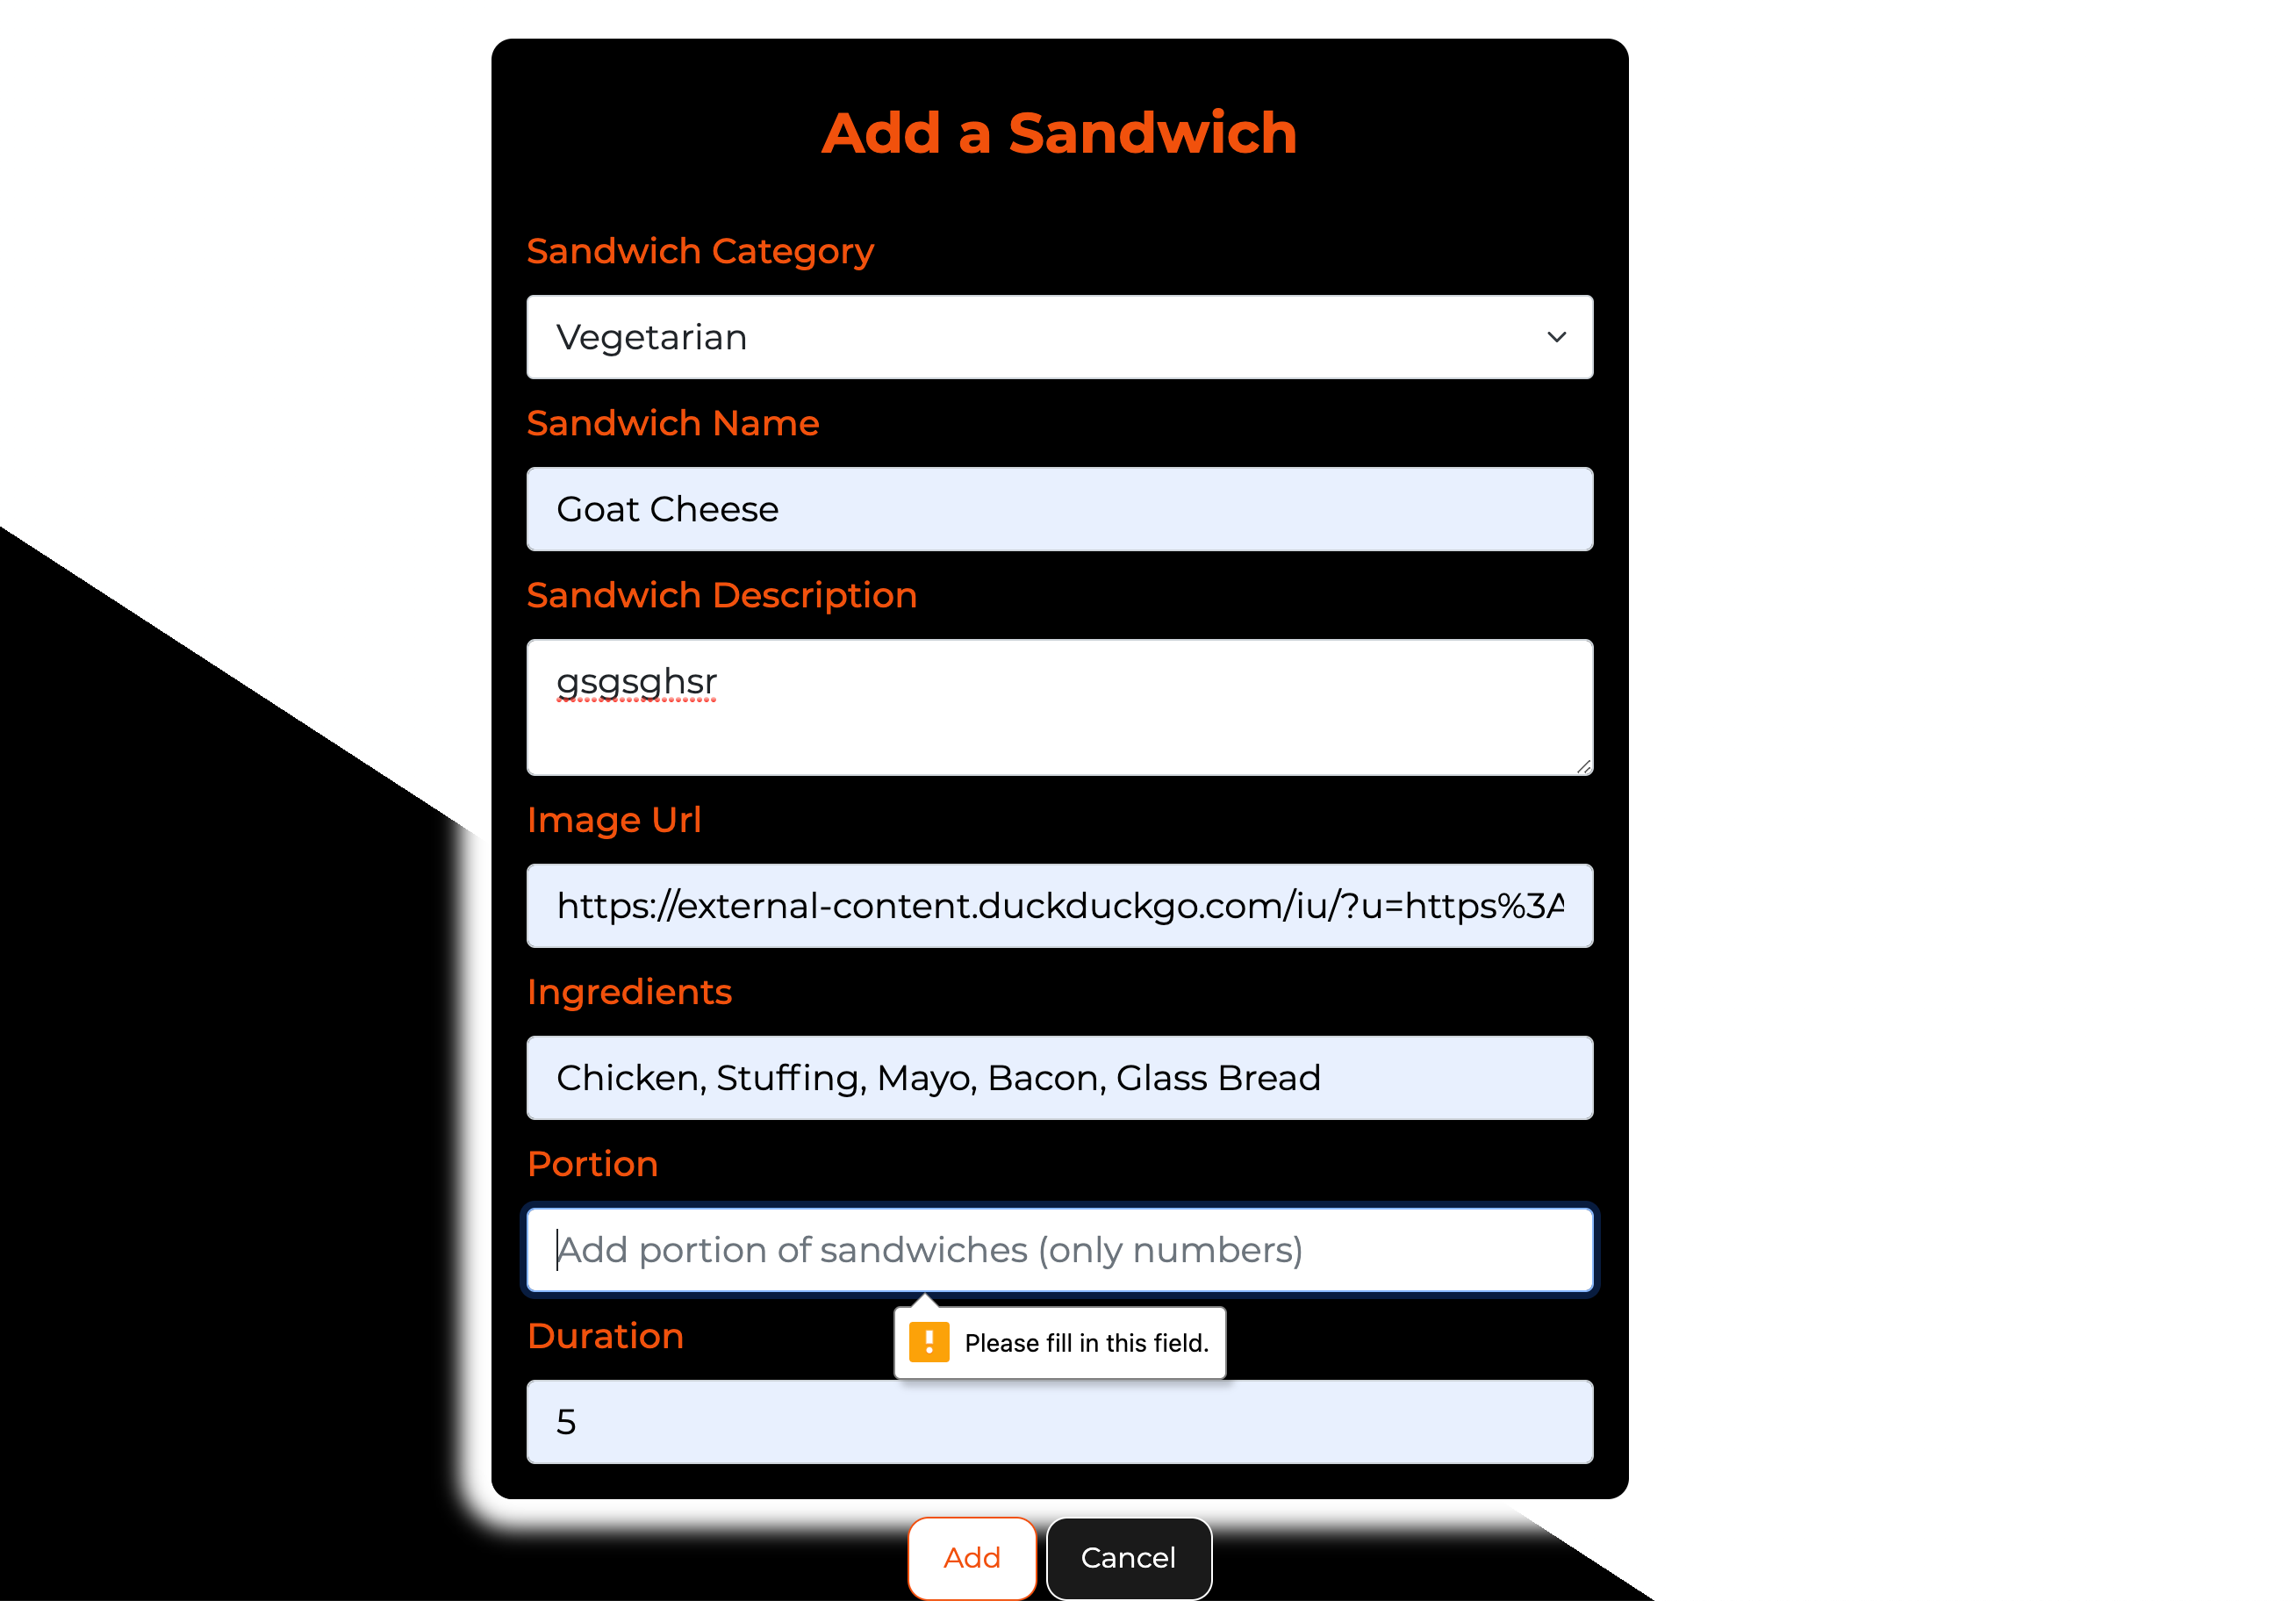 Add a Sandwich
Sandwich Category
Vegetarian
Sandwich Name
Goat Cheese
Sandwich Description
gsgsghsr
Image Url
https://external-content.duckduckgo.com/iu/?u=https%3A
Ingredients
Chicken, Stuffing, Mayo, Bacon, Glass Bread
Portion
Add portion of sandwiches (only numbers)
Please fill in this field.
Duration
5
Add
Cancel